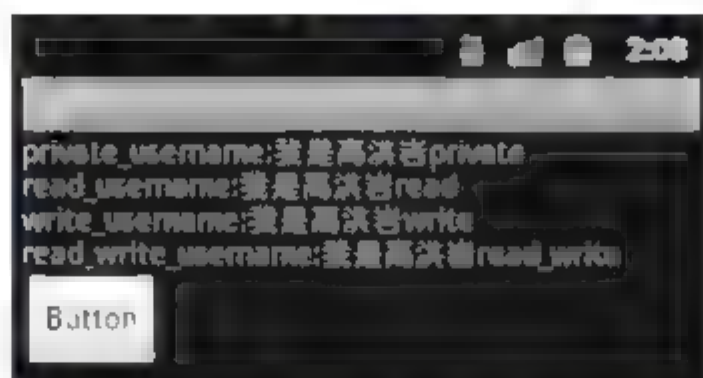 private_username:我是高洪岩private
read_username:我是高洪岩read
write_username:我是高洪岩write
read_write_username:我是高洪岩read_write
Button